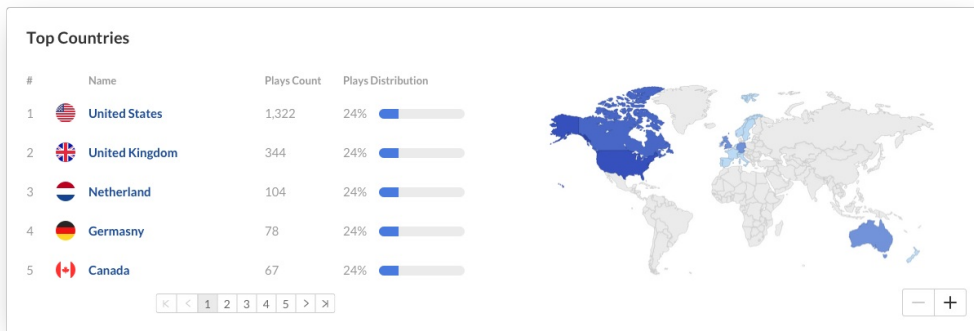 Top Countries
# Name Plays Count Plays Distribution
1 United States 1,322 24%
2 United Kingdom 344 24%
3 Netherland 104 24%
4 Germasny 78 24%
5 Canada 67 24%
1 2 3 4 5